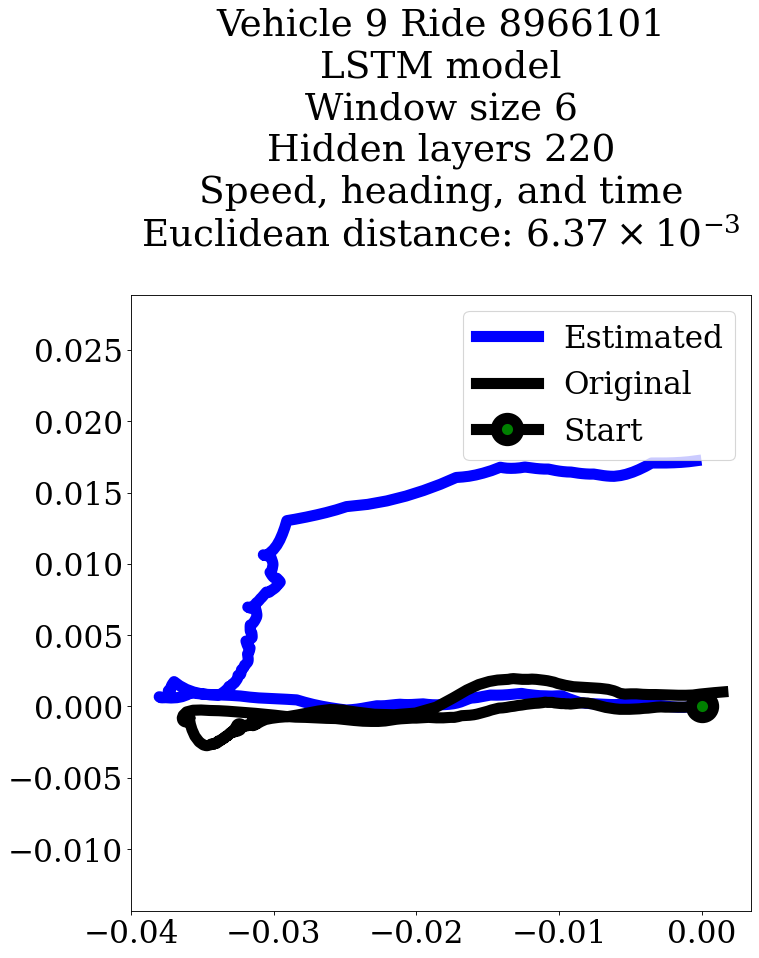 Vehicle 9 Ride 8966101
LSTM model
Window size 6
Hidden layers 220
Speed, heading, and time
Euclidean distance: 6.37 × 10⁻³
Estimated
Original
Start
0.025
0.020
0.015
0.010
0.005
0.000
−0.005
−0.010
−0.04 −0.03 −0.02 −0.01 0.00